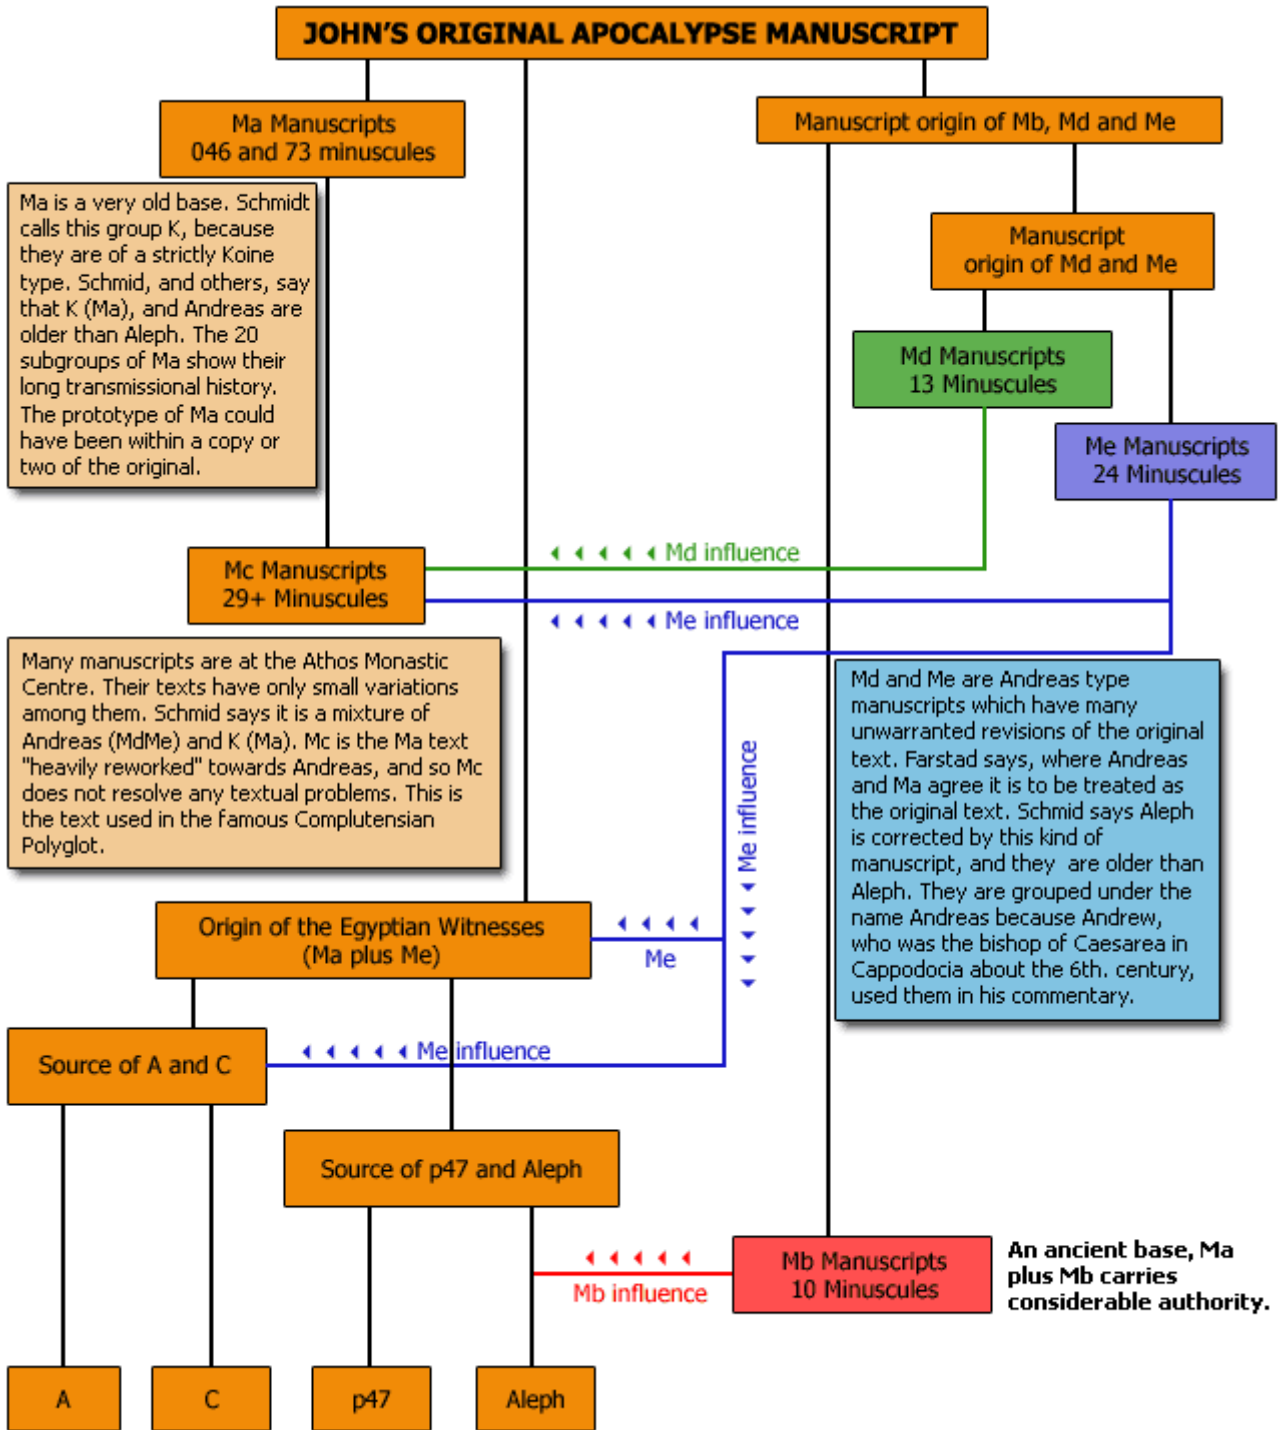 JOHN'S ORIGINAL APOCALYPSE MANUSCRIPT
Ma Manuscripts
046 and 73 minuscules
Manuscript origin of Mb, Md and Me
Ma is a very old base. Schmidt
calls this group K, because
they are of a strictly Koine
type. Schmid, and others, say
that K (Ma), and Andreas are
older than Aleph. The 20
subgroups of Ma show their
long transmissional history.
The prototype of Ma could
have been within a copy or
two of the original.
Manuscript
origin of Md and Me
Md Manuscripts
13 Minuscules
Me Manuscripts
24 Minuscules
Md influence
Mc Manuscripts
29+ Minuscules
Me influence
Many manuscripts are at the Athos Monastic
Centre. Their texts have only small variations
among them. Schmid says it is a mixture of
Andreas (MdMe) and K (Ma). Mc is the Ma text
"heavily reworked" towards Andreas, and so Mc
does not resolve any textual problems. This is
the text used in the famous Complutensian
Polyglot.
Me influence
Md and Me are Andreas type
manuscripts which have many
unwarranted revisions of the original
text. Farstad says, where Andreas
and Ma agree it is to be treated as
the original text. Schmid says Aleph
is corrected by this kind of
manuscript, and they are older than
Aleph. They are grouped under the
name Andreas because Andrew,
who was the bishop of Caesarea in
Cappodocia about the 6th. century,
used them in his commentary.
Origin of the Egyptian Witnesses
(Ma plus Me)
Me
Source of A and C
Me influence
Source of p47 and Aleph
Mb influence
Mb Manuscripts
10 Minuscules
An ancient base, Ma
plus Mb carries
considerable authority.
A
C
p47
Aleph